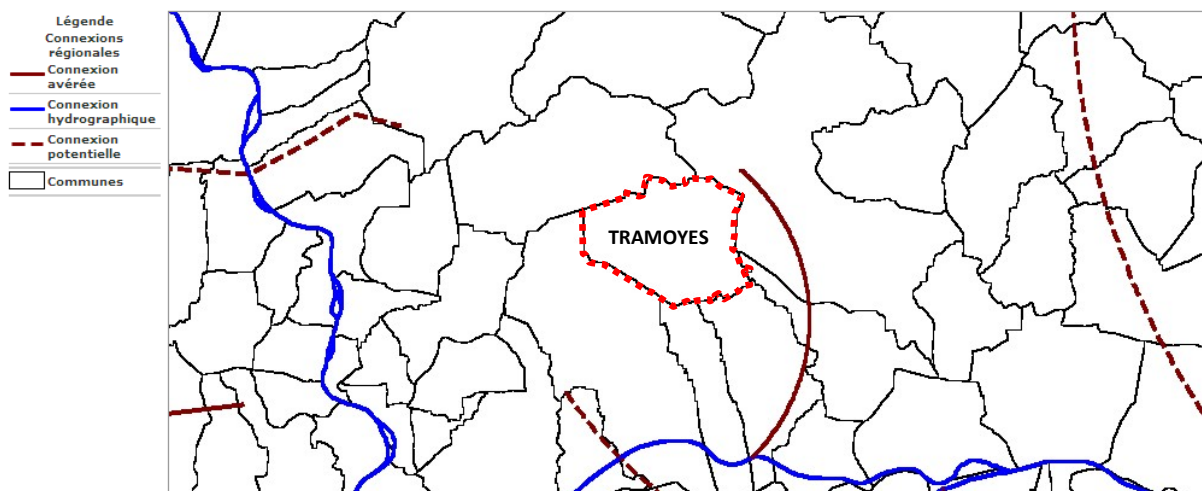 Légende
Connexions
régionales
Connexion
avérée
Connexion
hydrographique
Connexion
potentielle
Communes
TRAMOYES